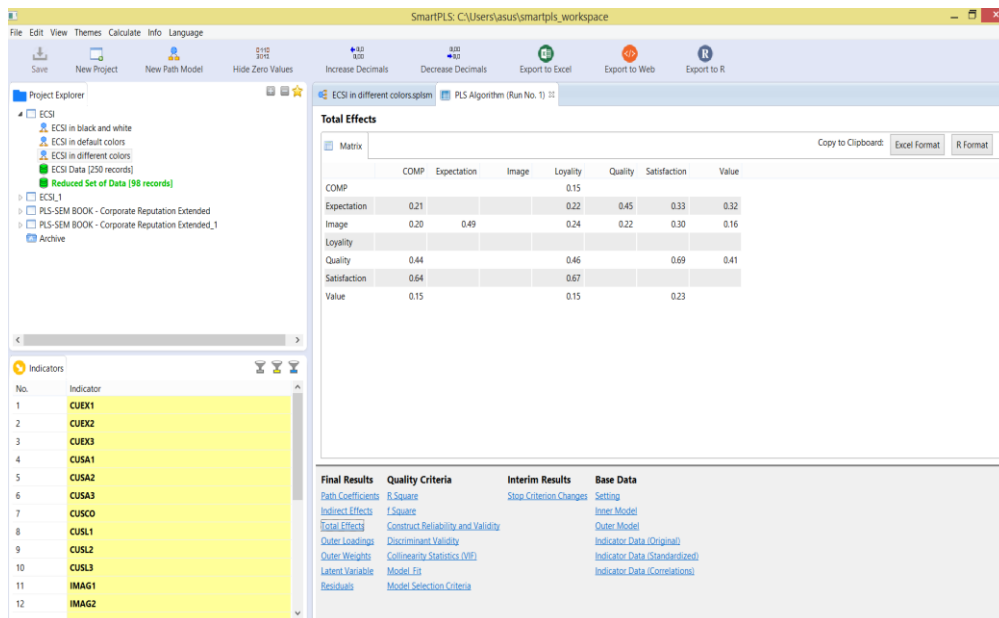 SmartPLS: C:\Users\asus\smartpls_workspace
File Edit View Themes Calculate Info Language
Save New Project New Path Model Hide Zero Values Increase Decimals Decrease Decimals Export to Excel Export to Web Export to R
Project Explorer
ECSI
ECSI in black and white
ECSI in default colors
ECSI in different colors
ECSI Data [250 records]
Reduced Set of Data [98 records]
ECSI_1
PLS-SEM BOOK - Corporate Reputation Extended
PLS-SEM BOOK - Corporate Reputation Extended_1
Archive
Indicators
No. Indicator
1 CUEX1
2 CUEX2
3 CUEX3
4 CUSA1
5 CUSA2
6 CUSA3
7 CUSCO
8 CUSL1
9 CUSL2
10 CUSL3
11 IMAG1
12 IMAG2
ECSI in different colors.splsm PLS Algorithm (Run No. 1)
Total Effects
Matrix Copy to Clipboard: Excel Format R Format
COMP Expectation Image Loyality Quality Satisfaction Value
COMP 0.15
Expectation 0.21 0.22 0.45 0.33 0.32
Image 0.20 0.49 0.24 0.22 0.30 0.16
Loyality
Quality 0.44 0.46 0.69 0.41
Satisfaction 0.64 0.67
Value 0.15 0.15 0.23
Final Results Quality Criteria Interim Results Base Data
Path Coefficients R Square Stop Criterion Changes Setting
Indirect Effects f Square Inner Model
Total Effects Construct Reliability and Validity Outer Model
Outer Loadings Discriminant Validity Indicator Data (Original)
Outer Weights Collinearity Statistics (VIF) Indicator Data (Standardized)
Latent Variable Model_Fit Indicator Data (Correlations)
Residuals Model Selection Criteria